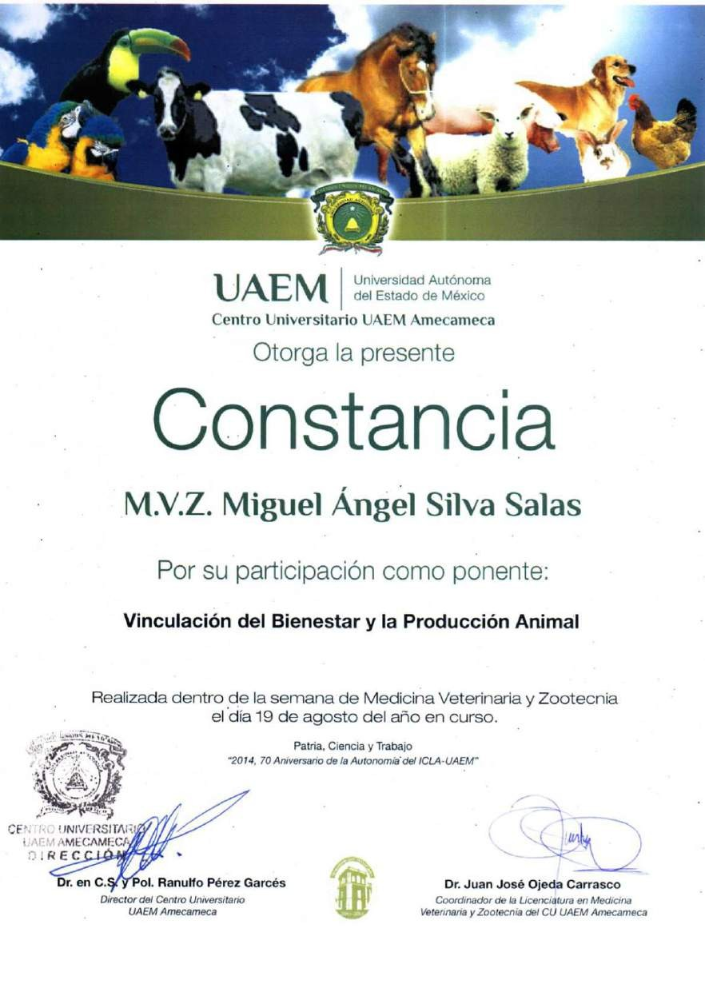 UAEM
Universidad Autónoma
del Estado de México
Centro Universitario UAEM Amecameca
Otorga la presente
Constancia
M.V.Z. Miguel Ángel Silva Salas
Por su participación como ponente:
Vinculación del Bienestar y la Producción Animal
Realizada dentro de la semana de Medicina Veterinaria y Zootecnia
el día 19 de agosto del año en curso.
Patria, Ciencia y Trabajo
"2014, 70 Aniversario de la Autonomía del ICLA-UAEM"
CENTRO UNIVERSITARIO
UAEM AMECAMECA
DIRECCIÓN
Dr. en C.S. y Pol. Ranulfo Pérez Garcés
Director del Centro Universitario
UAEM Amecameca
Dr. Juan José Ojeda Carrasco
Coordinador de la Licenciatura en Medicina
Veterinaria y Zootecnia del CU UAEM Amecameca